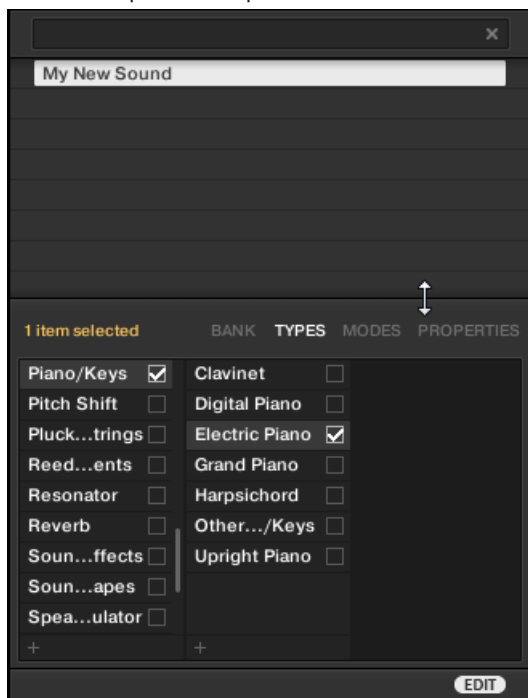 My New Sound
1 item selected BANK TYPES MODES PROPERTIES
Piano/Keys Clavinet
Pitch Shift Digital Piano
Pluck...trings Electric Piano
Reed...ents Grand Piano
Resonator Harpsichord
Reverb Other.../Keys
Soun...ffects Upright Piano
Soun...apes
Spea...ulator
+ +
EDIT